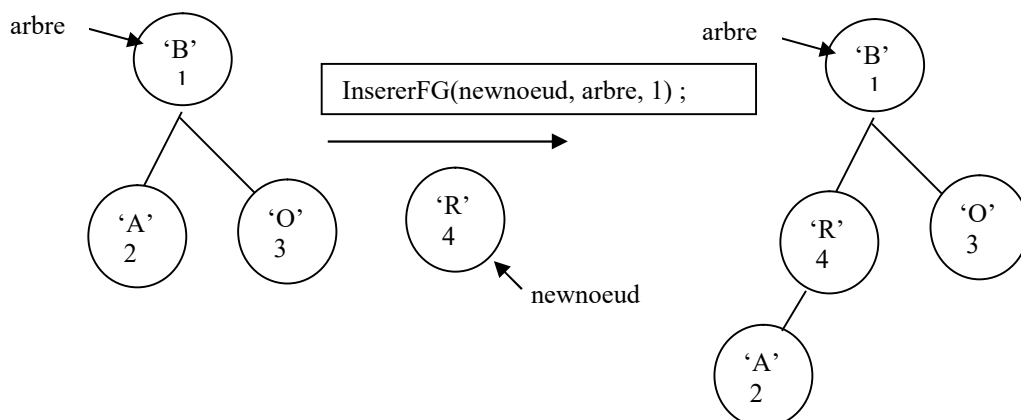 arbre
‘B’
1
‘A’
2
‘O’
3
InsererFG(newnoeud, arbre, 1) ;
‘R’
4
newnoeud
arbre
‘B’
1
‘R’
4
‘O’
3
‘A’
2